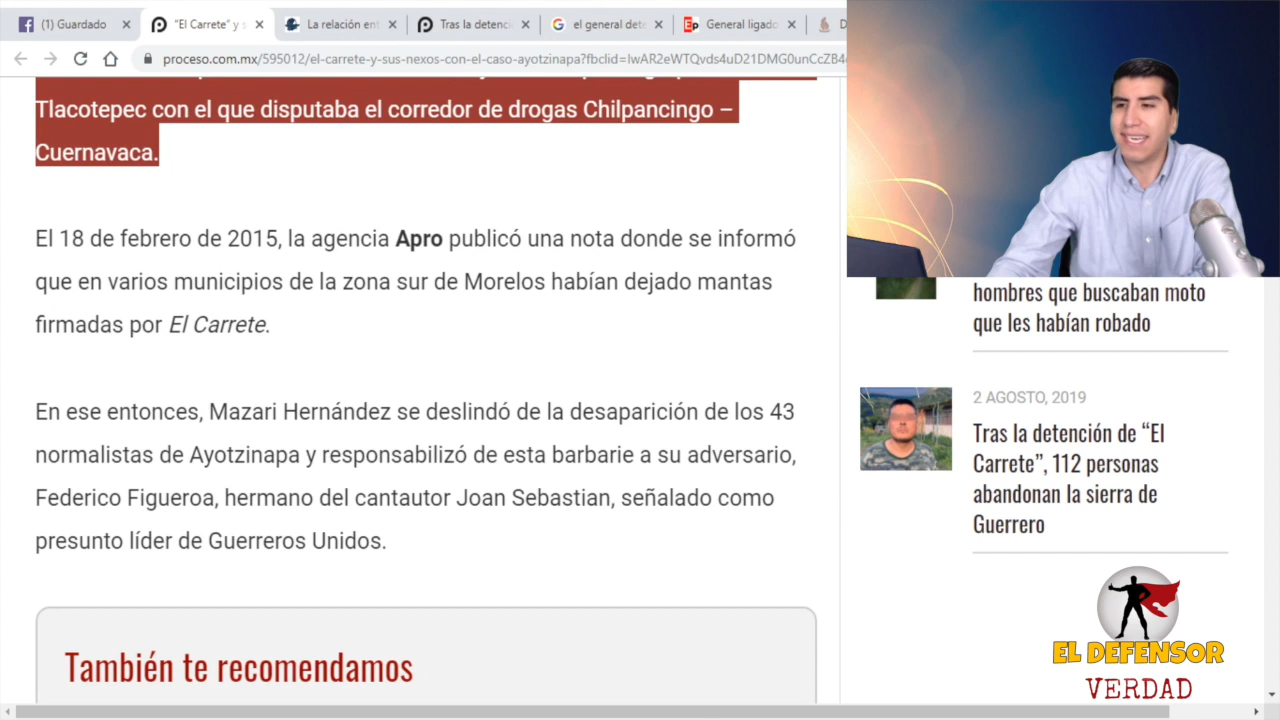 (1) Guardado
"El Carrete" y s
La relación ent
Tras la detenci
el general dete
General ligado
D
proceso.com.mx/595012/el-carrete-y-sus-nexos-con-el-caso-ayotzinapa?fbclid=IwAR2eWTQvds4uD21DMG0unCcZB4
Tlacotepec con el que disputaba el corredor de drogas Chilpancingo –
Cuernavaca.
El 18 de febrero de 2015, la agencia Apro publicó una nota donde se informó
que en varios municipios de la zona sur de Morelos habían dejado mantas
firmadas por El Carrete.
En ese entonces, Mazari Hernández se deslindó de la desaparición de los 43
normalistas de Ayotzinapa y responsabilizó de esta barbarie a su adversario,
Federico Figueroa, hermano del cantautor Joan Sebastian, señalado como
presunto líder de Guerreros Unidos.
También te recomendamos
hombres que buscaban moto
que les habían robado
2 AGOSTO, 2019
Tras la detención de “El
Carrete”, 112 personas
abandonan la sierra de
Guerrero
EL DEFENSOR
VERDAD